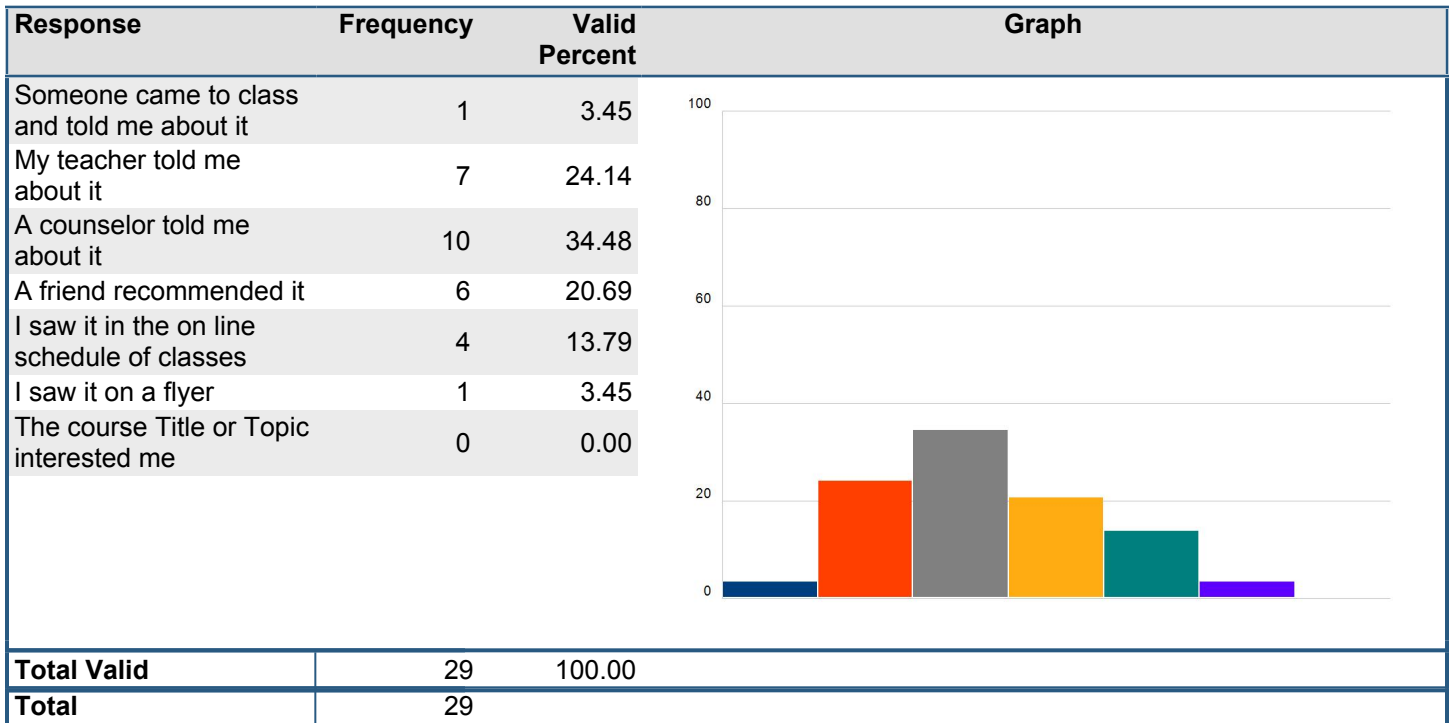 Response Frequency Valid Percent Graph
Someone came to class
and told me about it 1 3.45
My teacher told me
about it 7 24.14
A counselor told me
about it 10 34.48
A friend recommended it 6 20.69
I saw it in the on line
schedule of classes 4 13.79
I saw it on a flyer 1 3.45
The course Title or Topic
interested me 0 0.00
100
80
60
40
20
0
Total Valid 29 100.00
Total 29